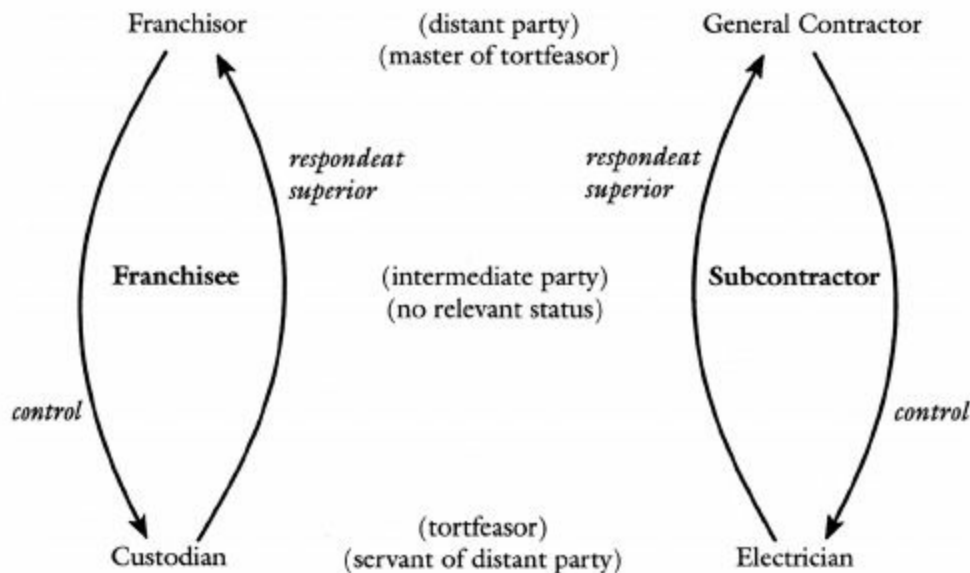 Franchisor (distant party) General Contractor
(master of tortfeasor)
respondeat superior
respondeat superior
Franchisee (intermediate party) Subcontractor
(no relevant status)
control control
(tortfeasor)
Custodian (servant of distant party) Electrician